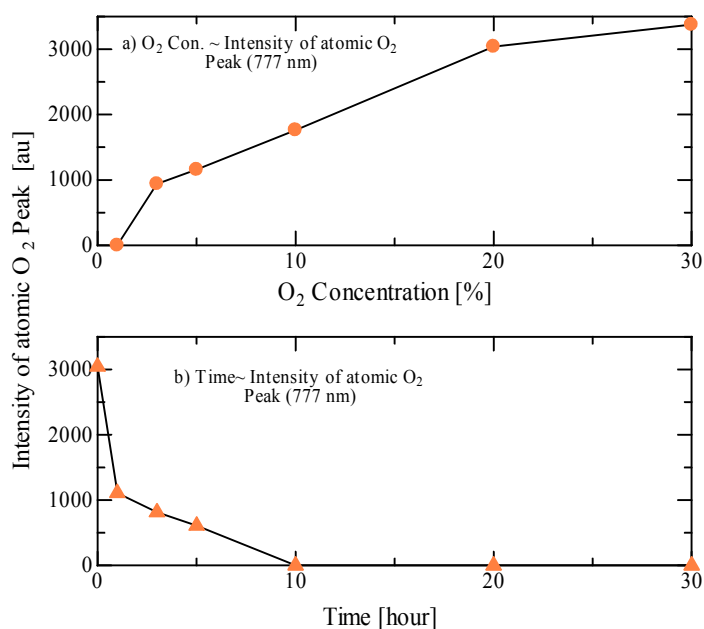 Intensity of atomic O₂ Peak [au]
3000
a) O₂ Con. ~ Intensity of atomic O₂
Peak (777 nm)
2000
1000
0
0 10 20 30
O₂ Concentration [%]
3000
b) Time~ Intensity of atomic O₂
Peak (777 nm)
2000
1000
0
0 10 20 30
Time [hour]